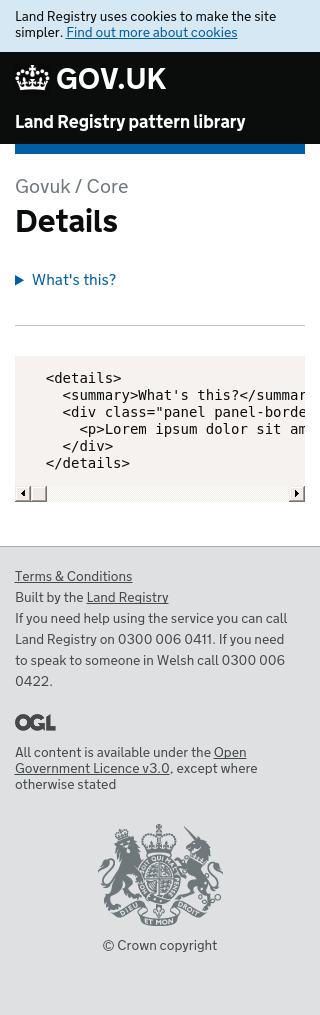 Land Registry uses cookies to make the site
simpler. Find out more about cookies
GOV.UK
Land Registry pattern library
Govuk / Core
Details
What's this?
<details>
<summary>What's this?</summar
<div class="panel panel-borde
<p>Lorem ipsum dolor sit am
</div>
</details>
Terms & Conditions
Built by the Land Registry
If you need help using the service you can call
Land Registry on 0300 006 0411. If you need
to speak to someone in Welsh call 0300 006
0422.
OGL
All content is available under the Open
Government Licence v3.0, except where
otherwise stated
DIEU ET MON
© Crown copyright